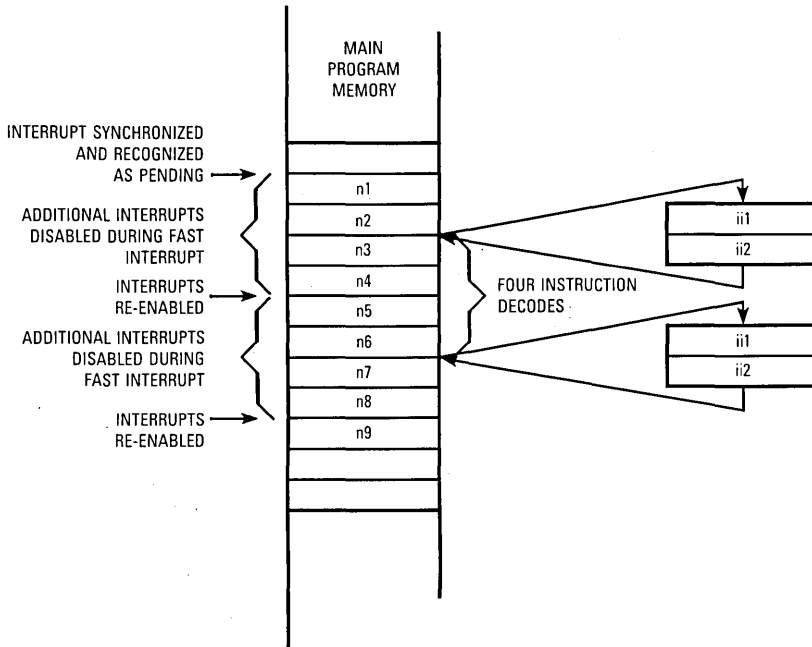 MAIN
PROGRAM
MEMORY
INTERRUPT SYNCHRONIZED
AND RECOGNIZED
AS PENDING
n1
n2
n3
n4
n5
n6
n7
n8
n9
ADDITIONAL INTERRUPTS
DISABLED DURING FAST
INTERRUPT
INTERRUPTS
RE-ENABLED
ADDITIONAL INTERRUPTS
DISABLED DURING
FAST INTERRUPT
INTERRUPTS
RE-ENABLED
FOUR INSTRUCTION
DECODES
ii1
ii2
ii1
ii2